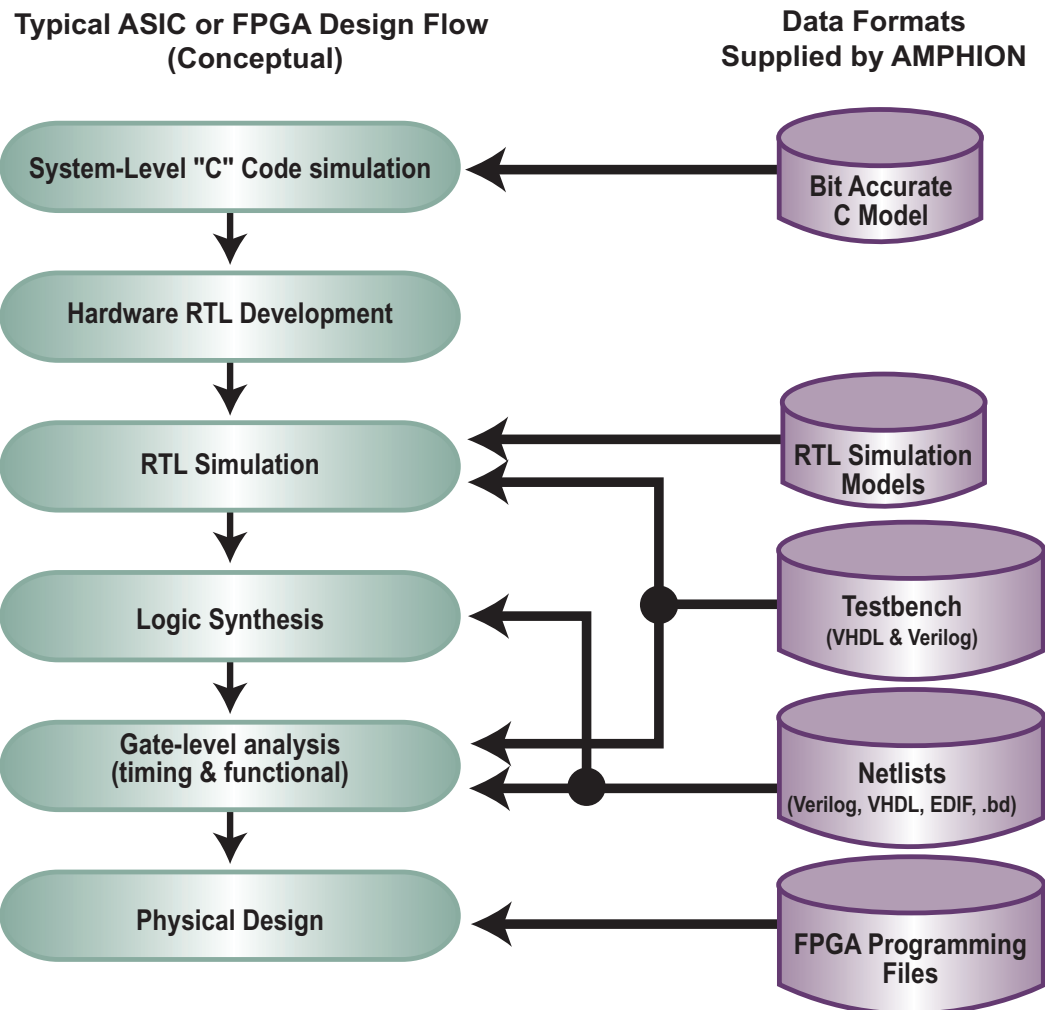 Typical ASIC or FPGA Design Flow
(Conceptual)
Data Formats
Supplied by AMPHION
System-Level "C" Code simulation
Bit Accurate
C Model
Hardware RTL Development
RTL Simulation
RTL Simulation
Models
Logic Synthesis
Testbench
(VHDL & Verilog)
Gate-level analysis
(timing & functional)
Netlists
(Verilog, VHDL, EDIF, .bd)
Physical Design
FPGA Programming
Files